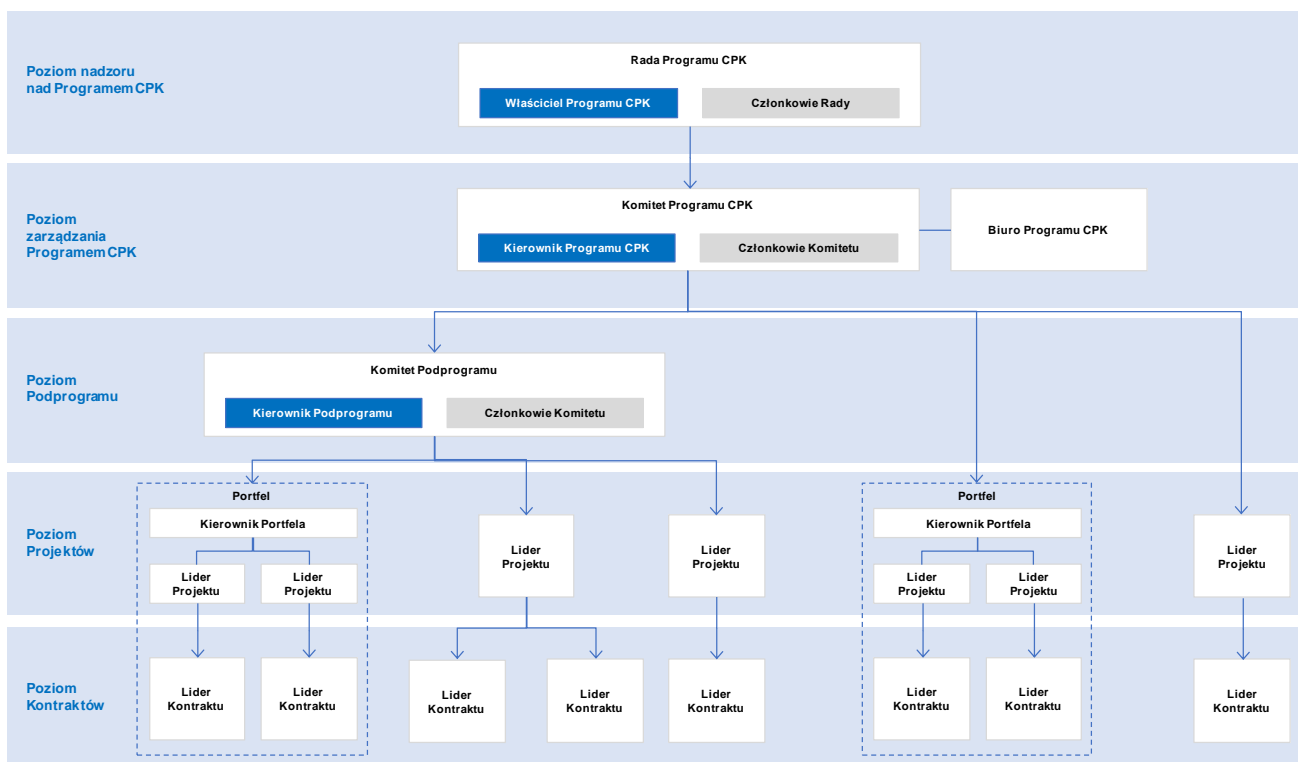 Poziom nadzoru
nad Programem CPK
Rada Programu CPK
Właściciel Programu CPK
Członkowie Rady
Poziom
zarządzania
Programem CPK
Komitet Programu CPK
Kierownik Programu CPK
Członkowie Komitetu
Biuro Programu CPK
Poziom
Podprogramu
Komitet Podprogramu
Kierownik Podprogramu
Członkowie Komitetu
Poziom
Projektów
Portfel
Kierownik Portfela
Lider
Projektu
Lider
Projektu
Lider
Projektu
Lider
Projektu
Portfel
Kierownik Portfela
Lider
Projektu
Lider
Projektu
Lider
Projektu
Poziom
Kontraktów
Lider
Kontraktu
Lider
Kontraktu
Lider
Kontraktu
Lider
Kontraktu
Lider
Kontraktu
Lider
Kontraktu
Lider
Kontraktu
Lider
Kontraktu